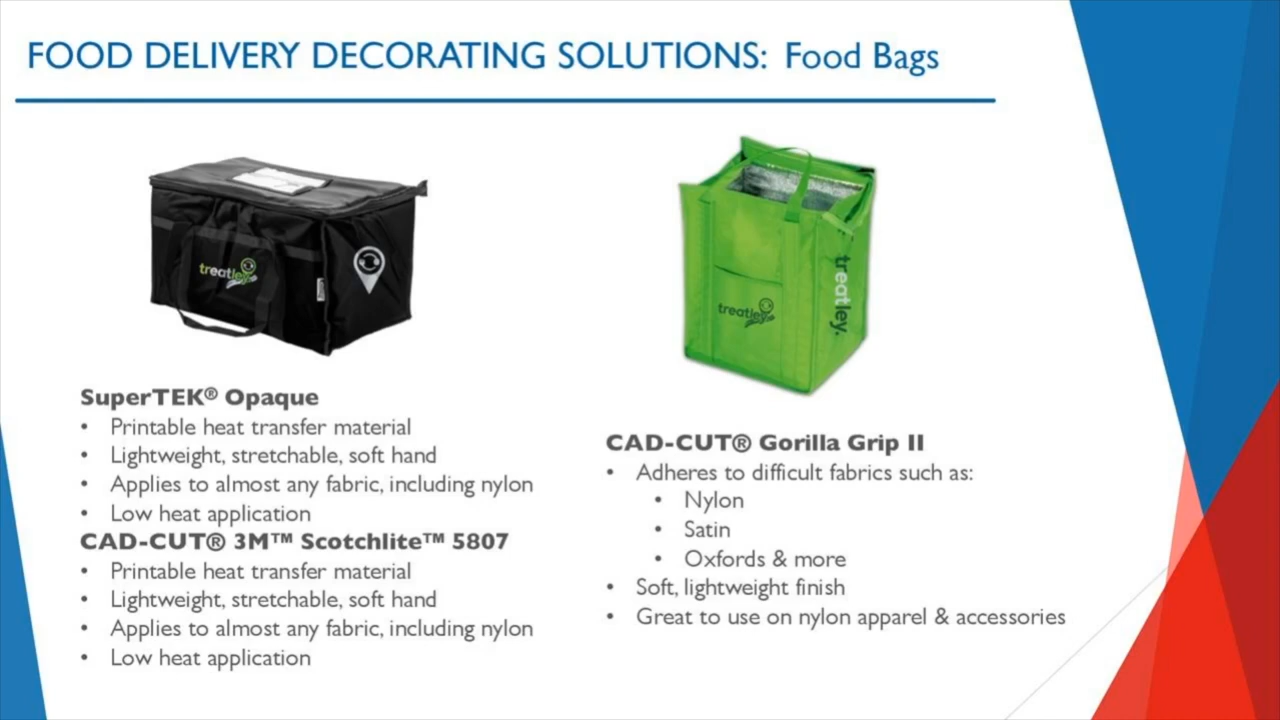 FOOD DELIVERY DECORATING SOLUTIONS: Food Bags
treatley
treatley
treatley.
SuperTEK® Opaque
• Printable heat transfer material
• Lightweight, stretchable, soft hand
• Applies to almost any fabric, including nylon
• Low heat application
CAD-CUT® 3M™ Scotchlite™ 5807
• Printable heat transfer material
• Lightweight, stretchable, soft hand
• Applies to almost any fabric, including nylon
• Low heat application
CAD-CUT® Gorilla Grip II
• Adheres to difficult fabrics such as:
• Nylon
• Satin
• Oxfords & more
• Soft, lightweight finish
• Great to use on nylon apparel & accessories